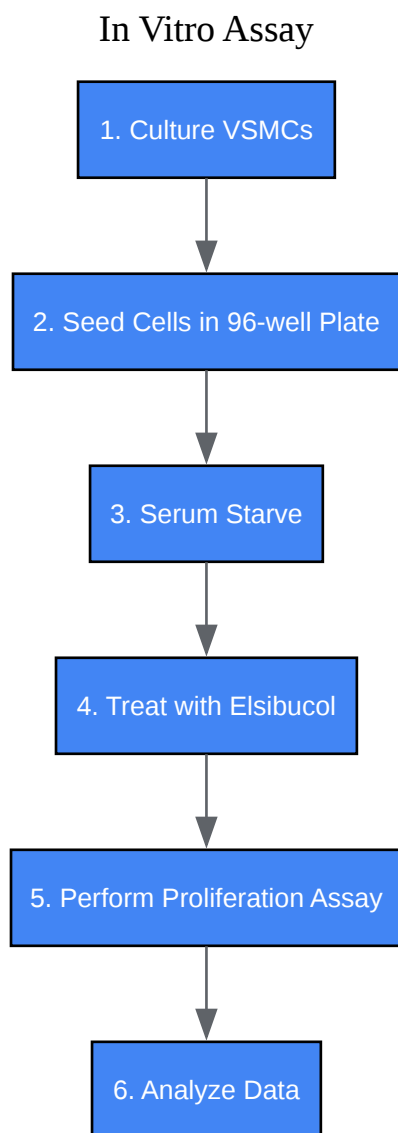 In Vitro Assay
1. Culture VSMCs
2. Seed Cells in 96-well Plate
3. Serum Starve
4. Treat with Elsibucol
5. Perform Proliferation Assay
6. Analyze Data